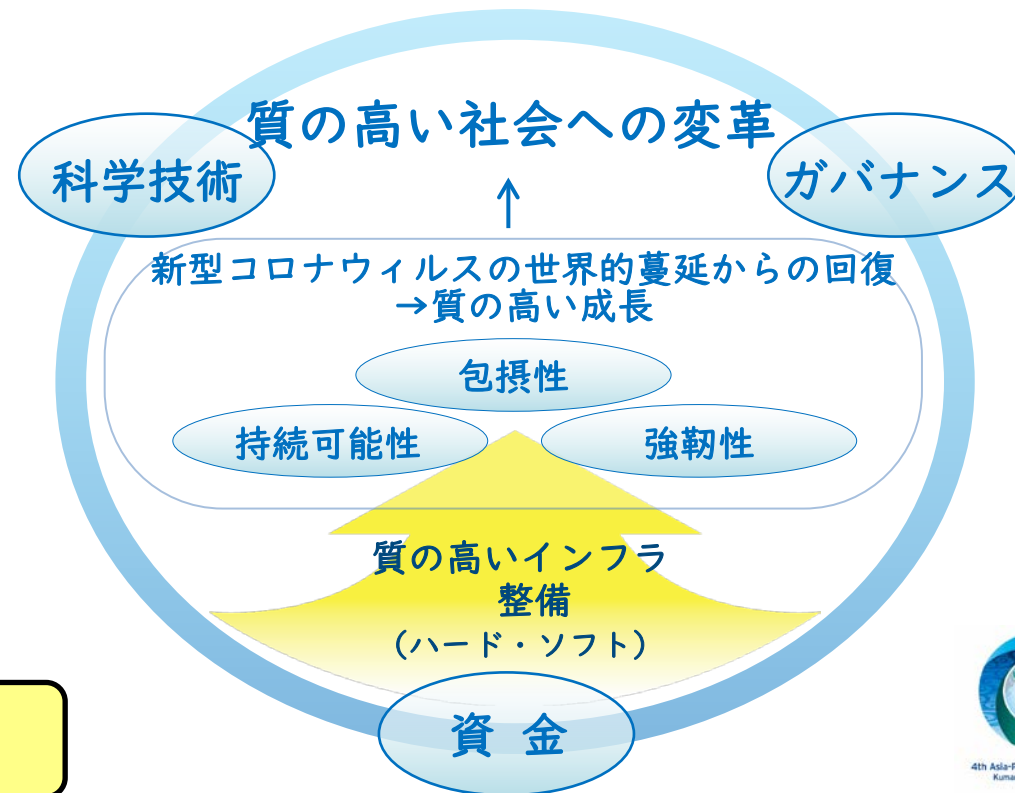 質の高い社会への変革
科学技術
ガバナンス
↑
新型コロナウィルスの世界的蔓延からの回復
→質の高い成長
包摂性
持続可能性
強靭性
質の高いインフラ
整備
(ハード・ソフト)
資 金
4th Asia-P
Kuma